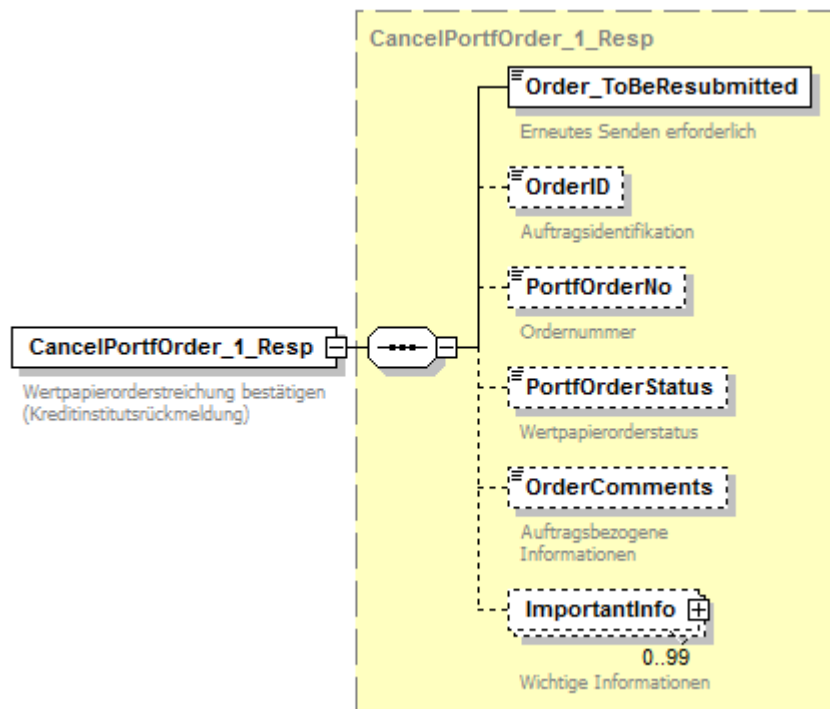 CancelPortfOrder_1_Resp
Order_ToBeResubmitted
Erneutes Senden erforderlich
OrderID
Auftragsidentifikation
PortfOrderNo
Ordernummer
CancelPortfOrder_1_Resp
Wertpapierorderstreichung bestätigen
(Kreditinstitutsrückmeldung)
PortfOrderStatus
Wertpapierorderstatus
OrderComments
Auftragsbezogene
Informationen
ImportantInfo
0..99
Wichtige Informationen